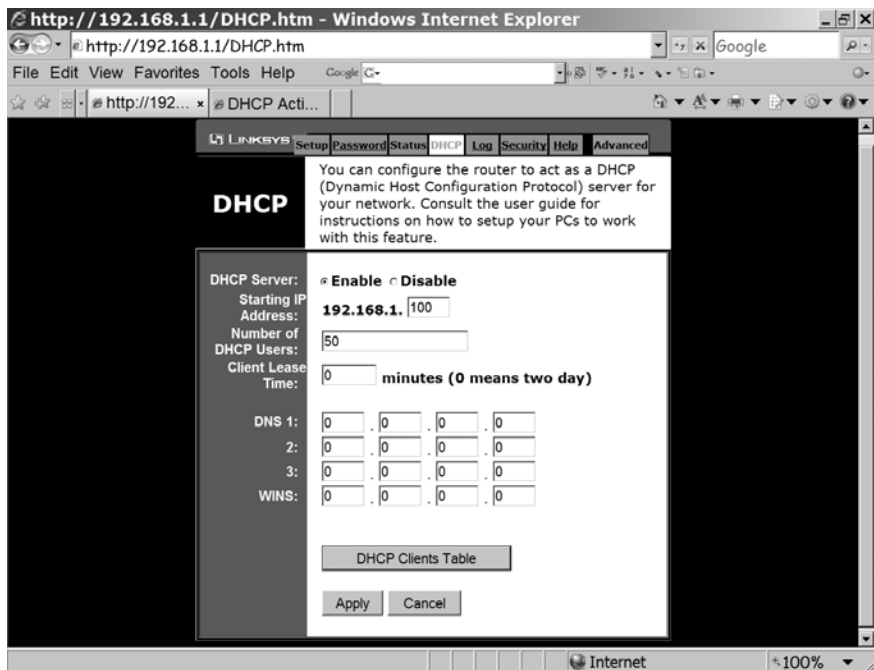 http://192.168.1.1/DHCP.htm - Windows Internet Explorer
http://192.168.1.1/DHCP.htm
Google
File Edit View Favorites Tools Help
Google G
http://192... x
DHCP Acti...
LINKSYS
Setup Password Status DHCP Log Security Help Advanced
DHCP
You can configure the router to act as a DHCP
(Dynamic Host Configuration Protocol) server for
your network. Consult the user guide for
instructions on how to setup your PCs to work
with this feature.
DHCP Server: Enable Disable
Starting IP
Address: 192.168.1. 100
Number of
DHCP Users: 50
Client Lease
Time: 0 minutes (0 means two day)
DNS 1: 0 . 0 . 0 . 0
2: 0 . 0 . 0 . 0
3: 0 . 0 . 0 . 0
WINS: 0 . 0 . 0 . 0
DHCP Clients Table
Apply Cancel
Internet
100%